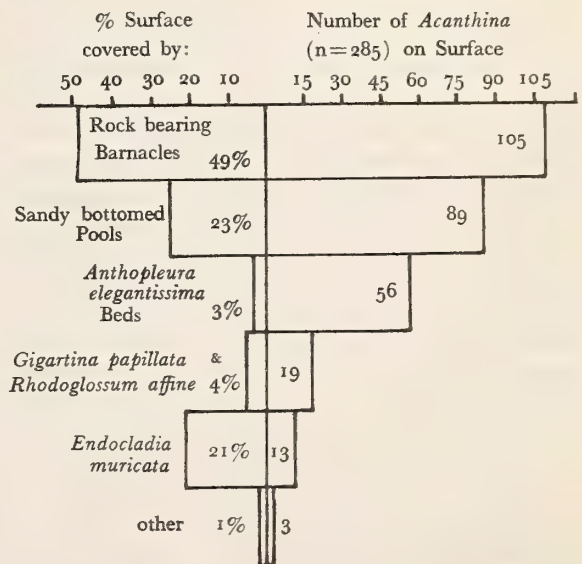 % Surface covered by:
Number of Acanthina (n=285) on Surface
50 40 30 20 10 15 30 45 60 75 90 105
Rock bearing
Barnacles 49% 105
Sandy bottomed
Pools 23% 89
Anthopleura
elegantissima
Beds 3% 56
Gigartina papillata &
Rhodoglossum affine 4% 19
Endocladia
muricata 21% 13
other 1% 3